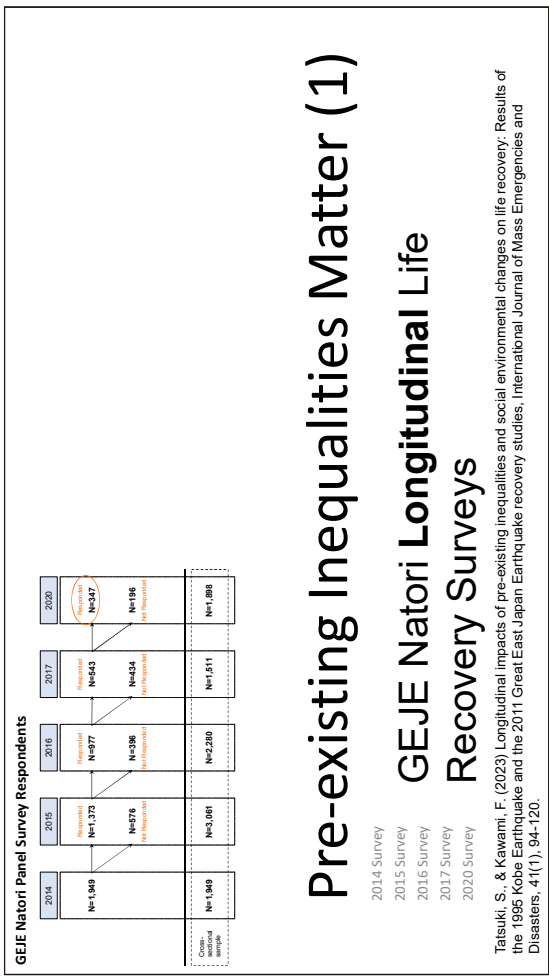 GEJE Natori Panel Survey Respondents
2014 2015 2016 2017 2020
Responded Responded Responded Responded
N=1,949 N=1,373 N=977 N=543 N=347
N=576 N=396 N=434 N=196
Not Responded Not Responded Not Responded Not Responded
Cross-
sectional
sample
N=1,949 N=3,061 N=2,280 N=1,511 N=1,898
Pre-existing Inequalities Matter (1)
2014 Survey
2015 Survey
2016 Survey
2017 Survey
2020 Survey
GEJE Natori Longitudinal Life
Recovery Surveys
Tatsuki, S., & Kawami, F. (2023) Longitudinal impacts of pre-existing inequalities and social environmental changes on life recovery: Results of
the 1995 Kobe Earthquake and the 2011 Great East Japan Earthquake recovery studies, International Journal of Mass Emergencies and
Disasters, 41(1), 94-120.